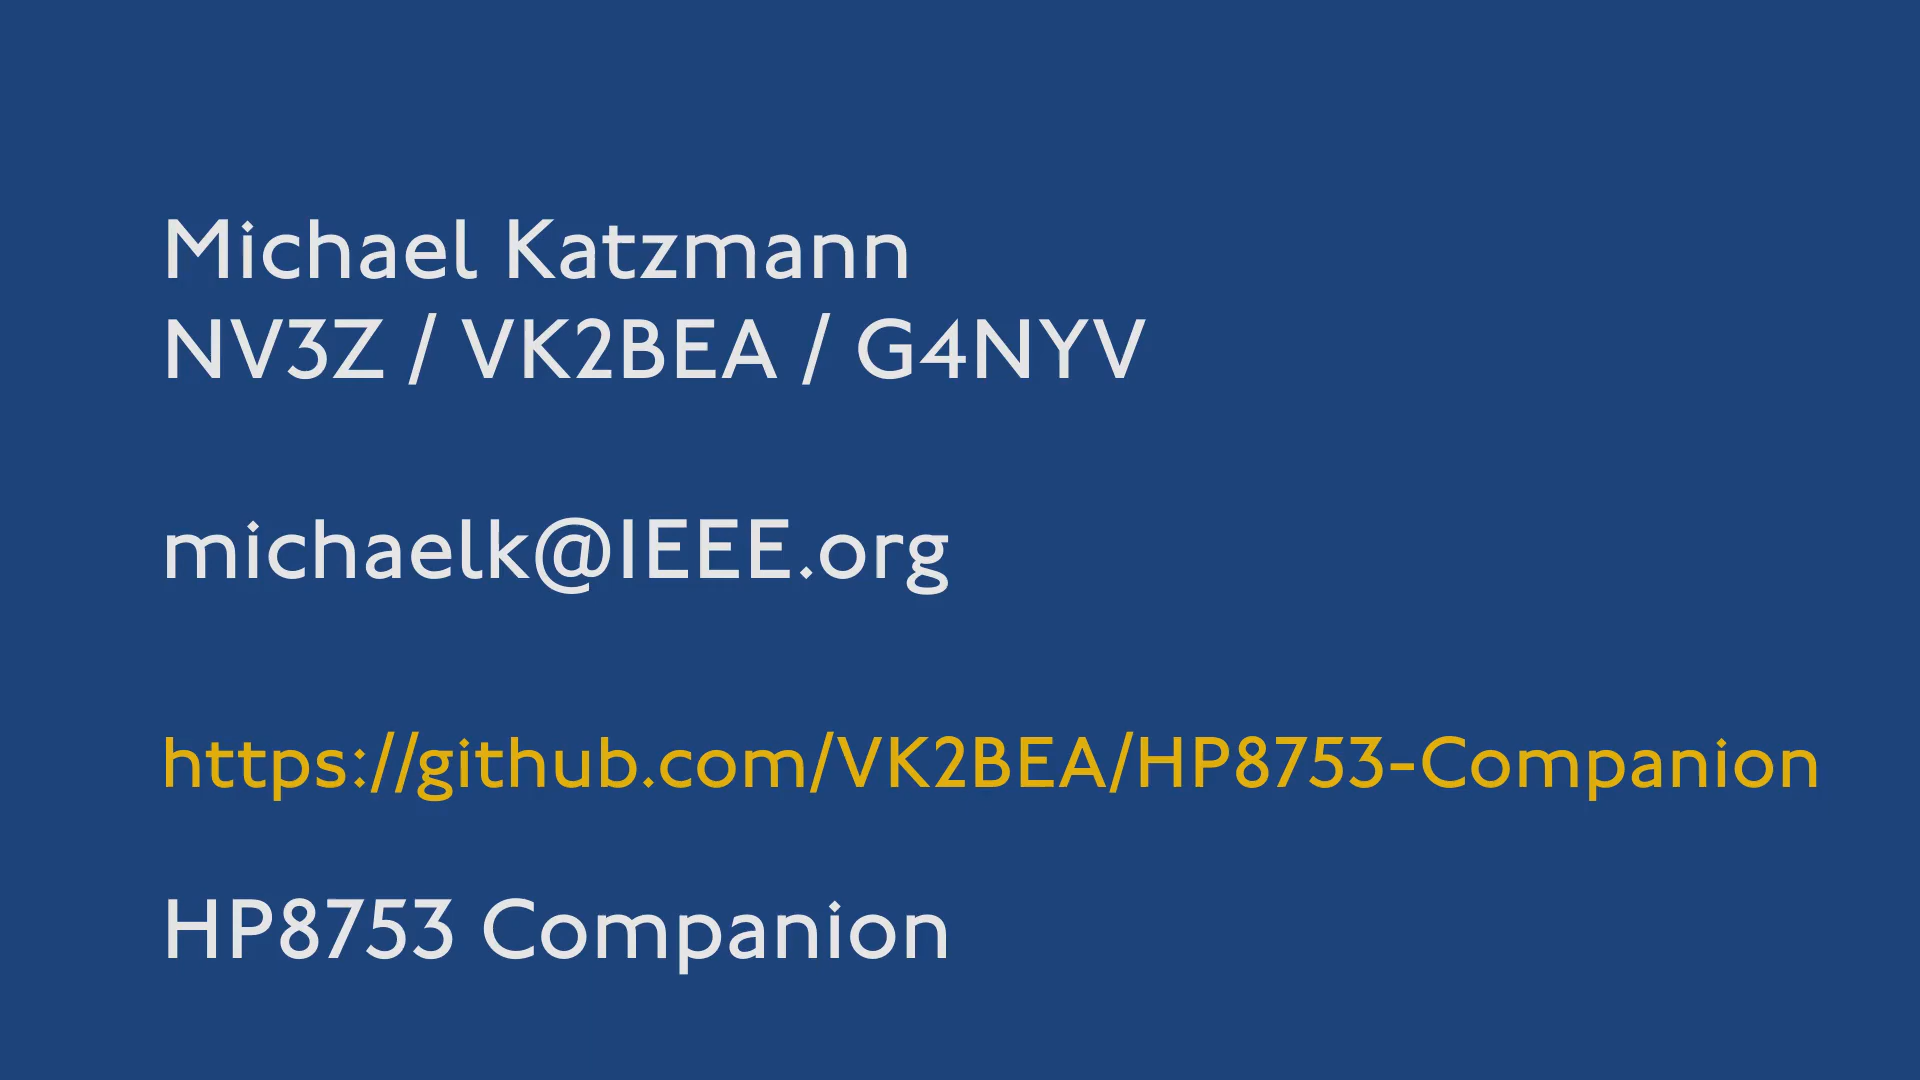 Michael Katzmann
NV3Z / VK2BEA / G4NYV
michaelk@IEEE.org
https://github.com/VK2BEA/HP8753-Companion
HP8753 Companion